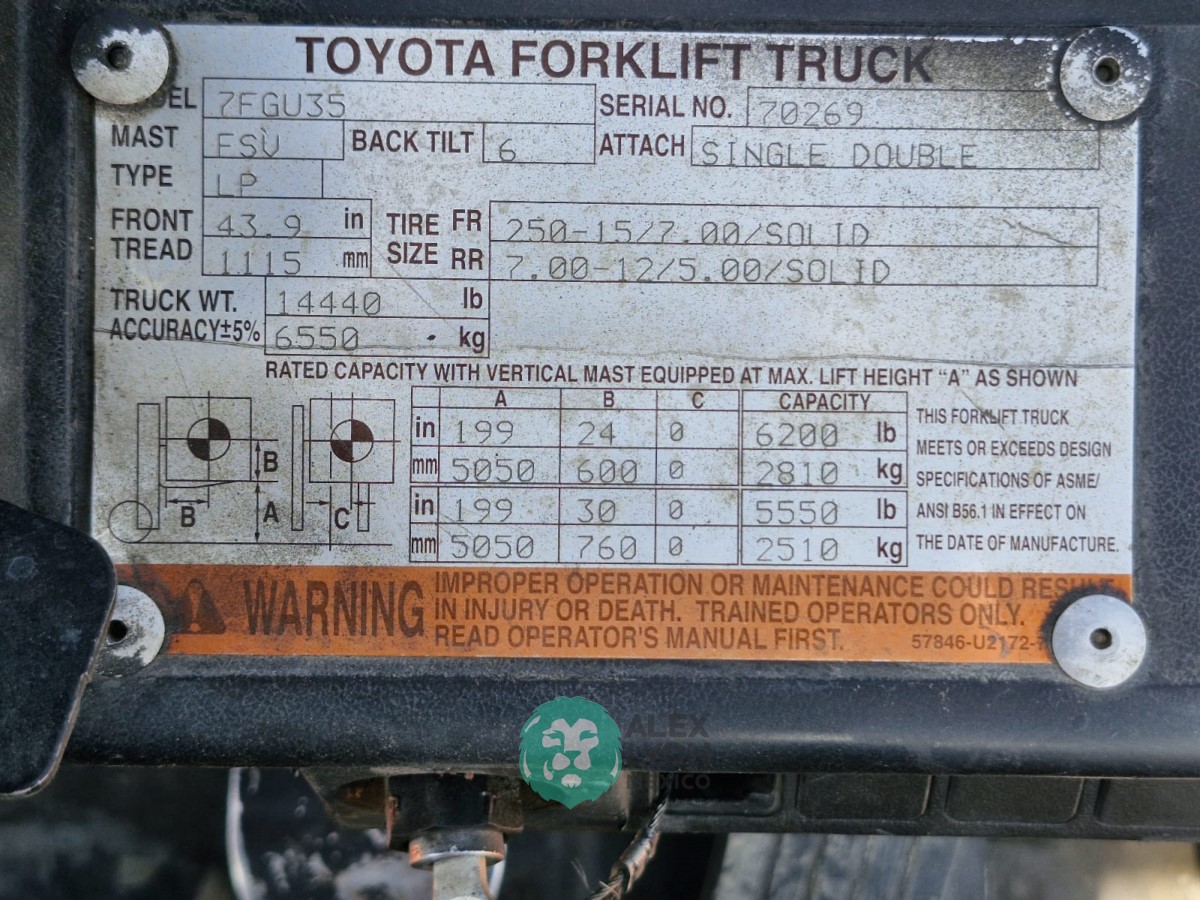 TOYOTA FORKLIFT TRUCK
7FGU35 SERIAL NO. 70269
MAST FSV BACK TILT 6 ATTACH SINGLE DOUBLE
TYPE LP
FRONT TREAD 43.9 in TIRE SIZE FR 250-15/7.00/SOLID
1115 mm RR 7.00-12/5.00/SOLID
TRUCK WT. 14440 lb
ACCURACY±5% 6550 kg
RATED CAPACITY WITH VERTICAL MAST EQUIPPED AT MAX. LIFT HEIGHT "A" AS SHOWN
A B C CAPACITY
in 199 24 0 6200 lb
mm 5050 600 0 2810 kg
in 199 30 0 5550 lb
mm 5050 760 0 2510 kg
B
B A C
THIS FORKLIFT TRUCK
MEETS OR EXCEEDS DESIGN
SPECIFICATIONS OF ASME/
ANSI B56.1 IN EFFECT ON
THE DATE OF MANUFACTURE.
WARNING
IMPROPER OPERATION OR MAINTENANCE COULD RESULT
IN INJURY OR DEATH. TRAINED OPERATORS ONLY.
READ OPERATOR'S MANUAL FIRST.
57846-U2172-
ALEX